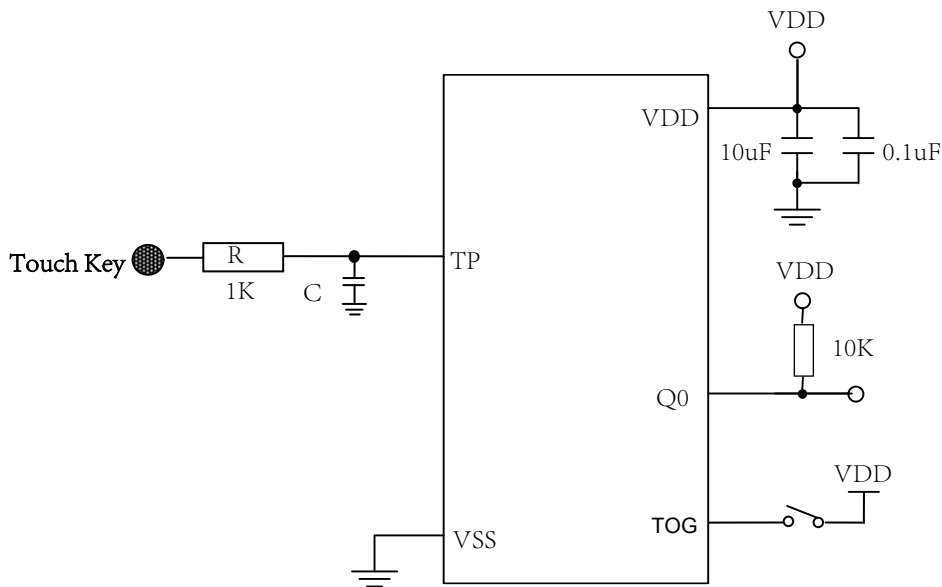 VDD
VDD
10uF
0.1uF
Touch Key
R
1K
C
TP
VDD
10K
Q0
VDD
TOG
VSS